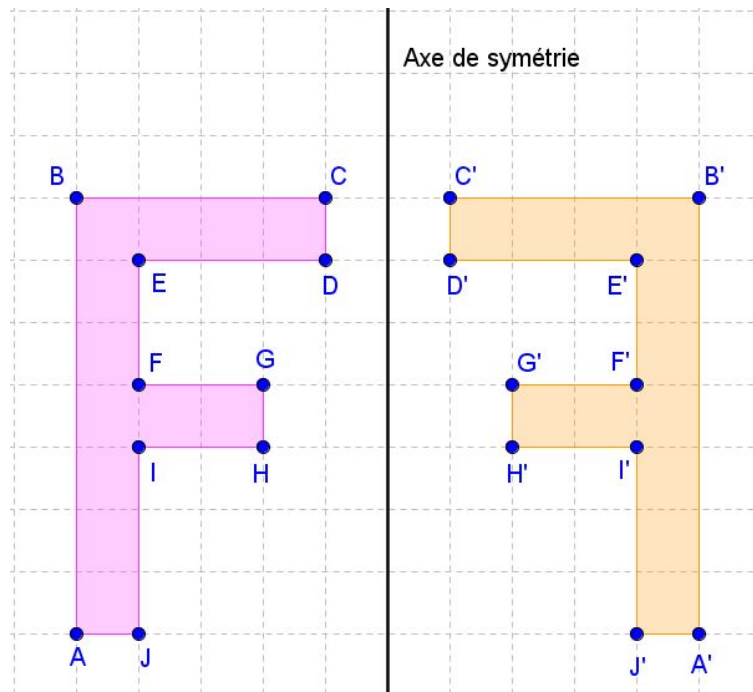 Axe de symétrie
B C C' B'
E D D' E'
F G G' F'
I H H' I'
A J J' A'